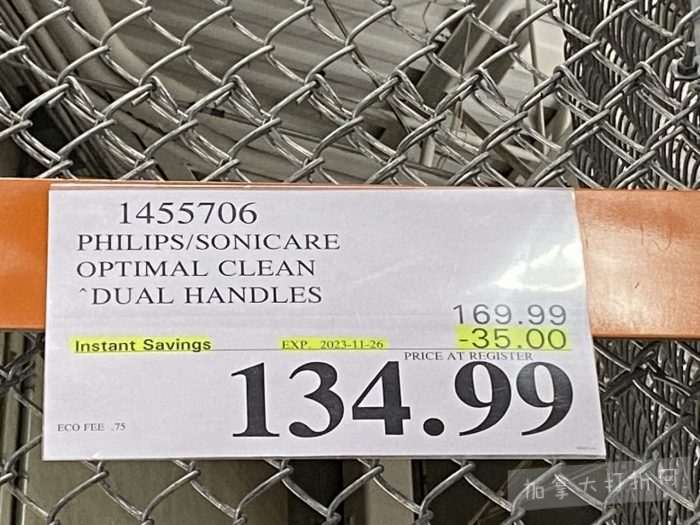 1455706
PHILIPS/SONICARE
OPTIMAL CLEAN
^DUAL HANDLES
169.99
Instant Savings EXP. 2023-11-26 -35.00
PRICE AT REGISTER
134.99
ECO FEE .75
加拿大打折网